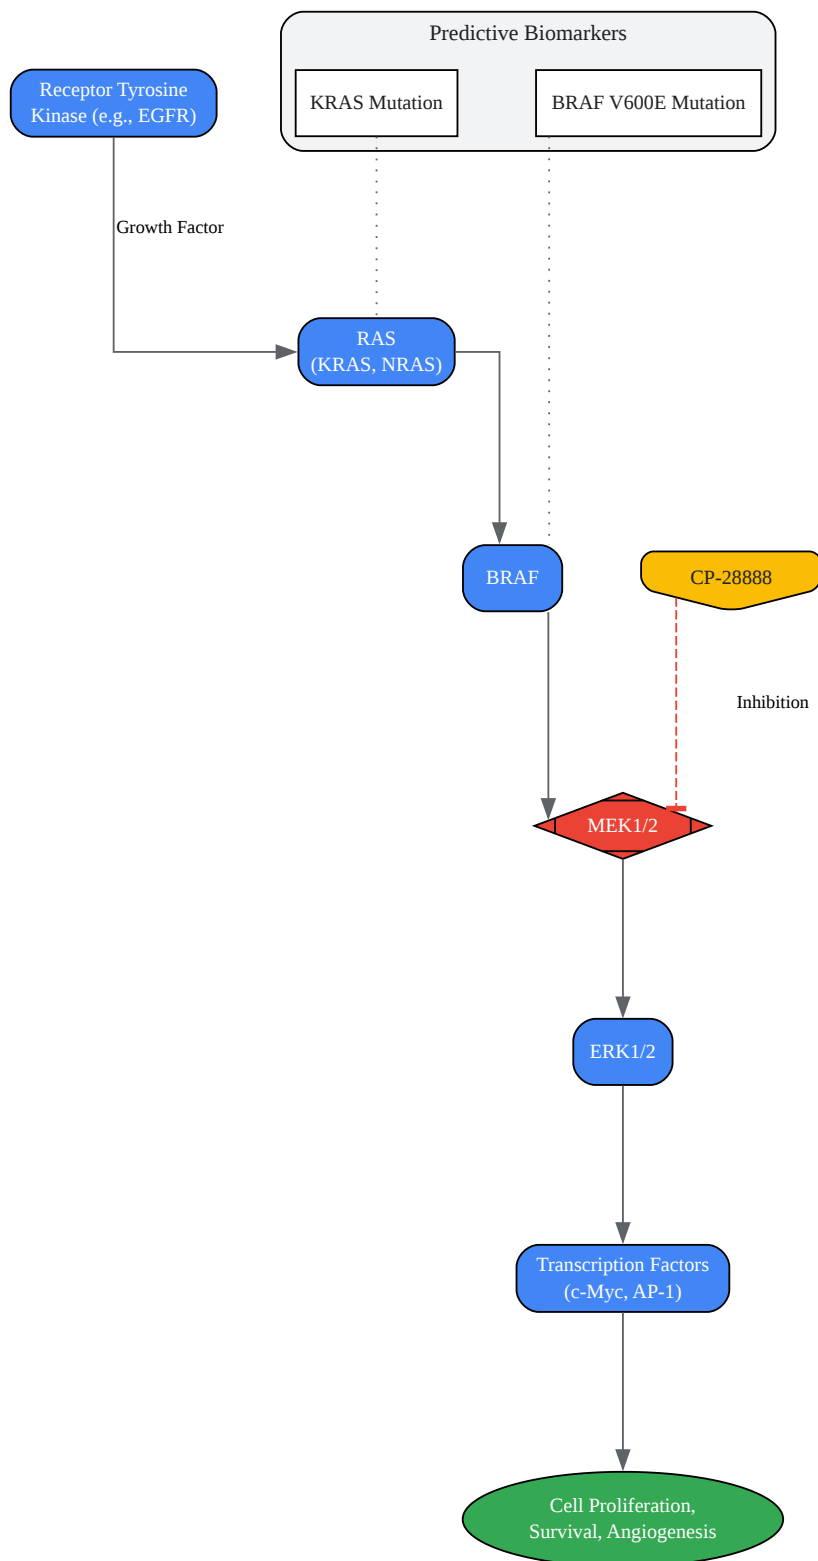 Predictive Biomarkers
Receptor Tyrosine
Kinase (e.g., EGFR)
KRAS Mutation
BRAF V600E Mutation
Growth Factor
RAS
(KRAS, NRAS)
BRAF
CP-28888
Inhibition
MEK1/2
ERK1/2
Transcription Factors
(c-Myc, AP-1)
Cell Proliferation,
Survival, Angiogenesis